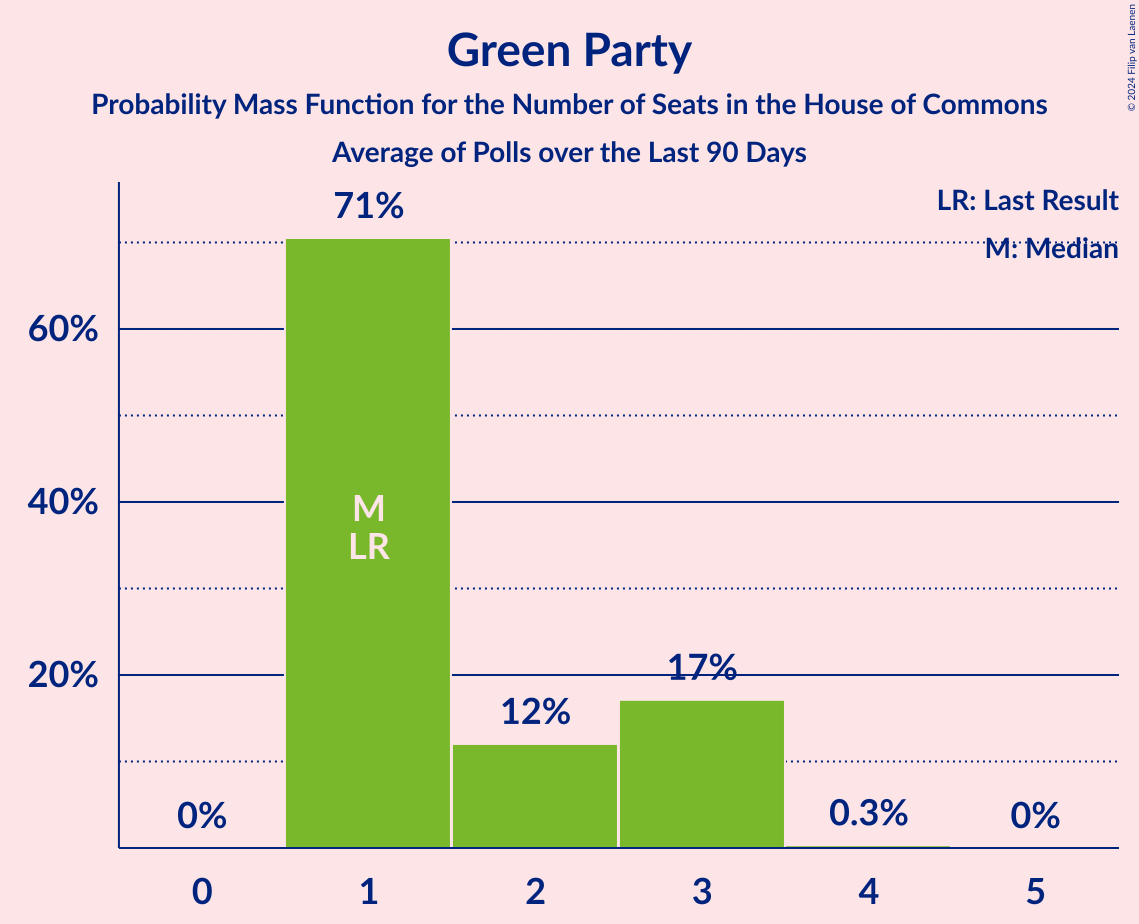 Green Party
Probability Mass Function for the Number of Seats in the House of Commons
Average of Polls over the Last 90 Days
© 2024 Filip van Laenen
LR: Last Result
M: Median
71%
60%
40%
M
LR
20%
17%
12%
0%
0.3%
0%
0 1 2 3 4 5